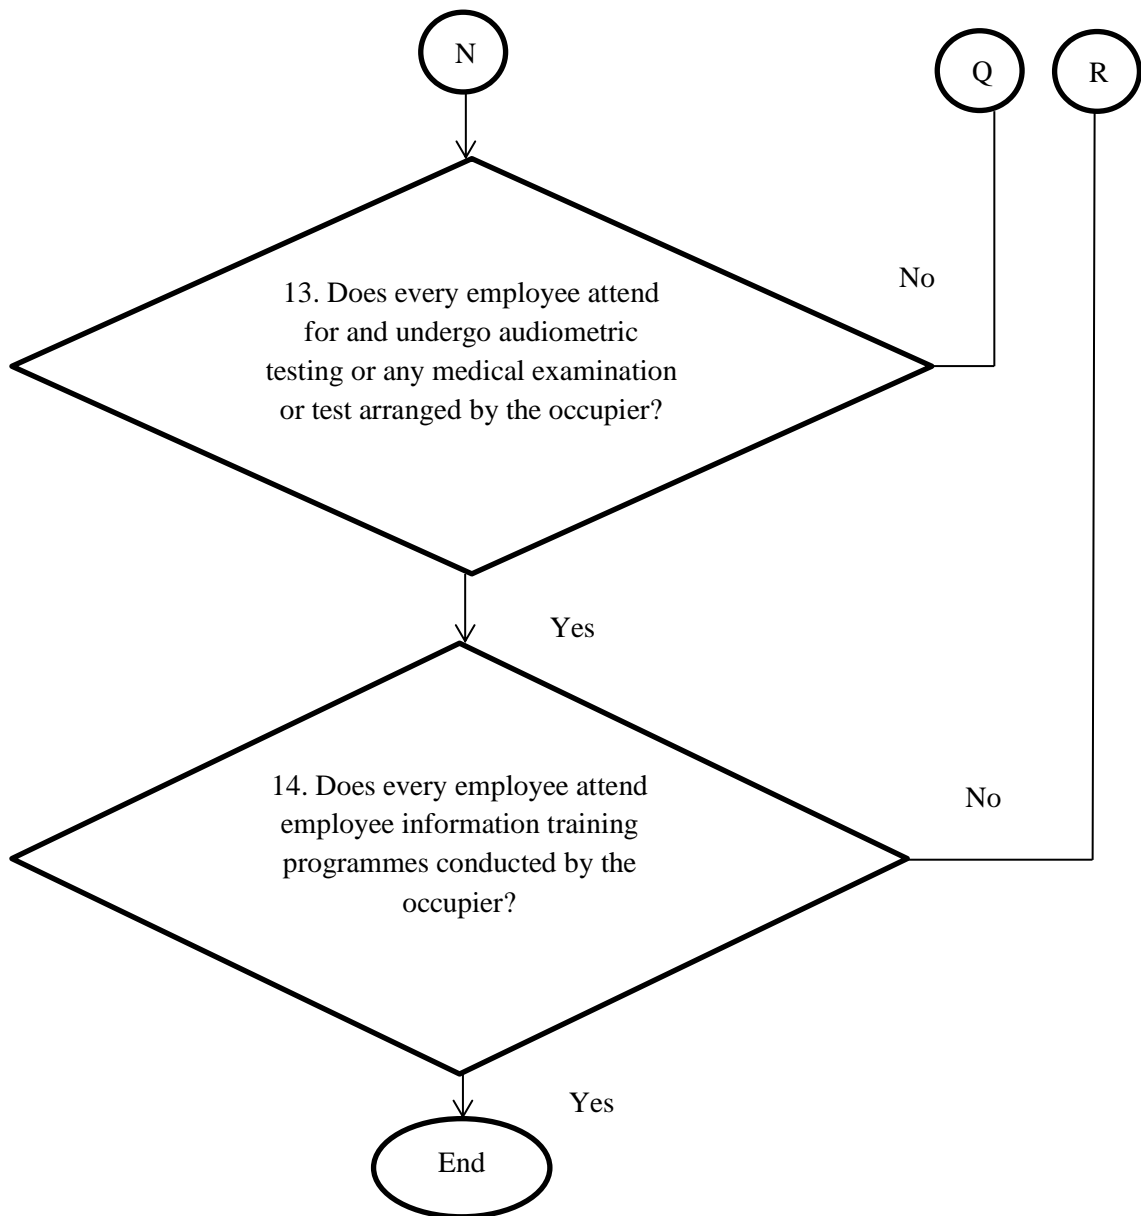 N
Q
R
No
13. Does every employee attend
for and undergo audiometric
testing or any medical examination
or test arranged by the occupier?
Yes
14. Does every employee attend
employee information training
programmes conducted by the
occupier?
No
Yes
End